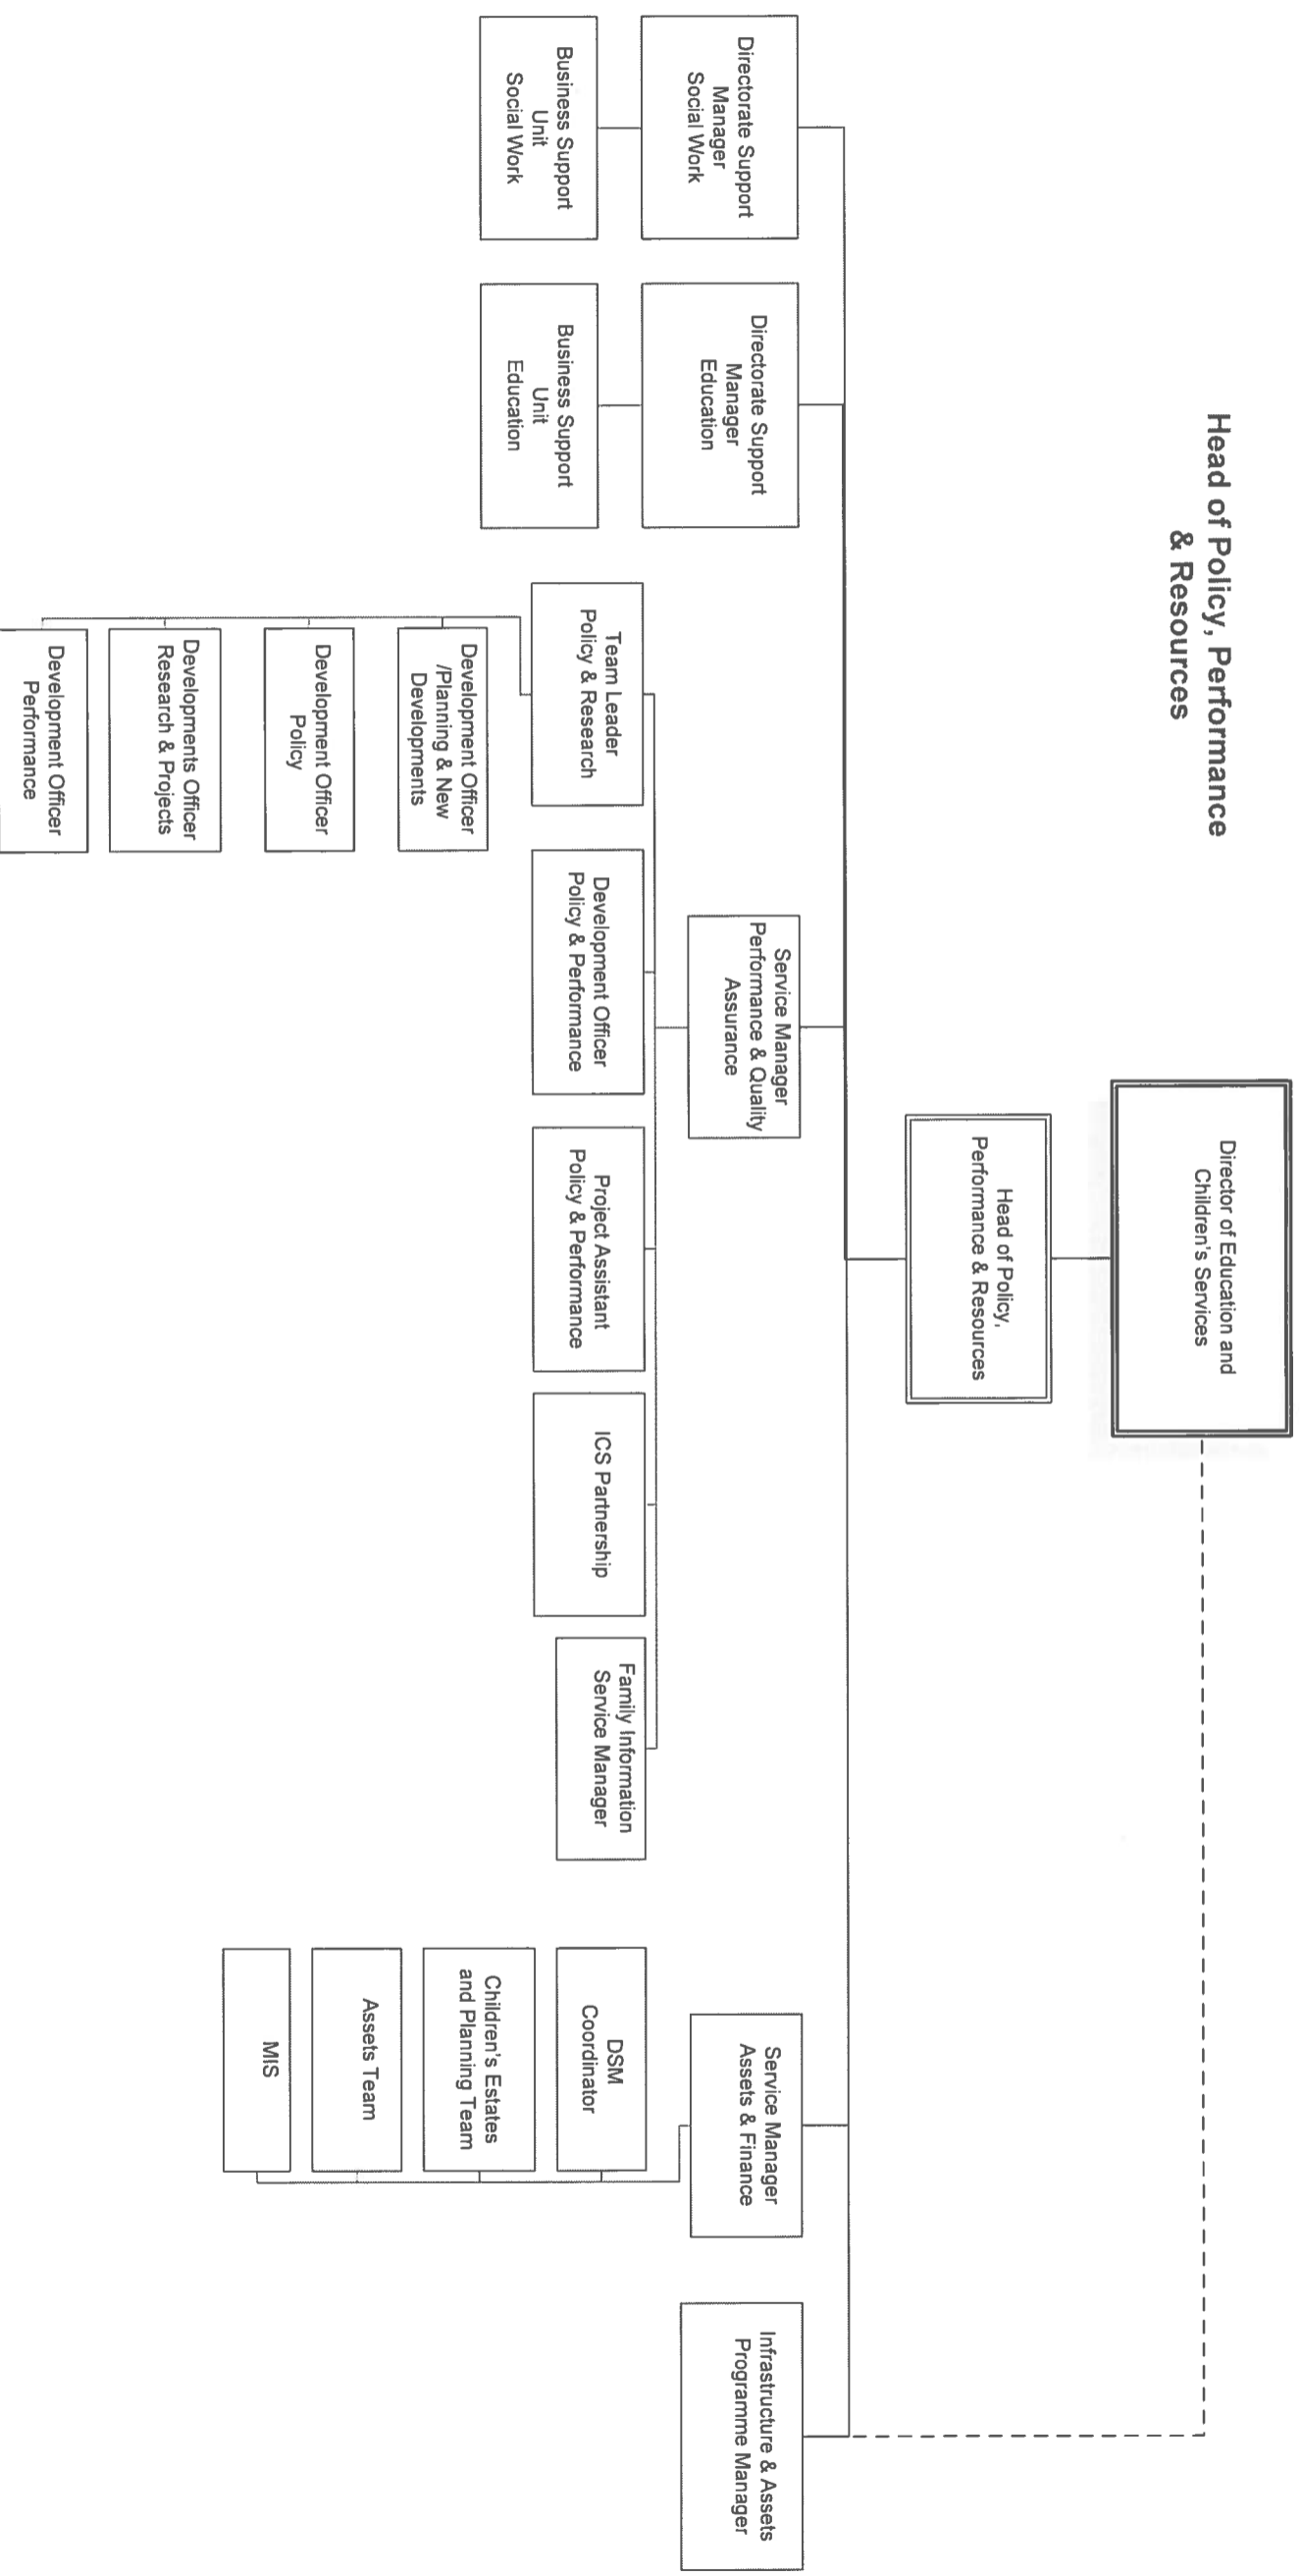 Head of Policy, Performance
& Resources
Director of Education and
Children's Services
Head of Policy,
Performance & Resources
Directorate Support
Manager
Social Work
Directorate Support
Manager
Education
Service Manager
Performance & Quality
Assurance
Service Manager
Assets & Finance
Infrastructure & Assets
Programme Manager
Business Support
Unit
Social Work
Business Support
Unit
Education
Team Leader
Policy & Research
Development Officer
Policy & Performance
Project Assistant
Policy & Performance
ICS Partnership
Family Information
Service Manager
DSM
Coordinator
Development Officer
/Planning & New
Developments
Children's Estates
and Planning Team
Development Officer
Policy
Assets Team
Developments Officer
Research & Projects
MIS
Development Officer
Performance